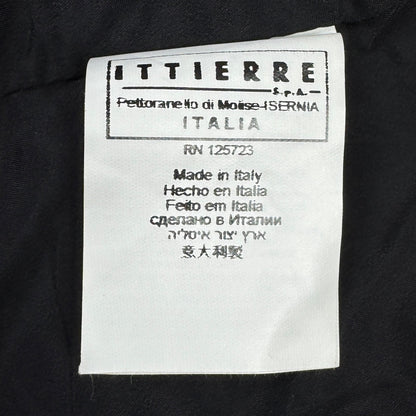 ITTIERRE
S.p.A.
Pettoranello di Molise-ISERNIA
ITALIA
RN 125723
Made in Italy
Hecho en Italia
Feito em Italia
сделано в Италии
ארץ יצור איטליה
意大利製